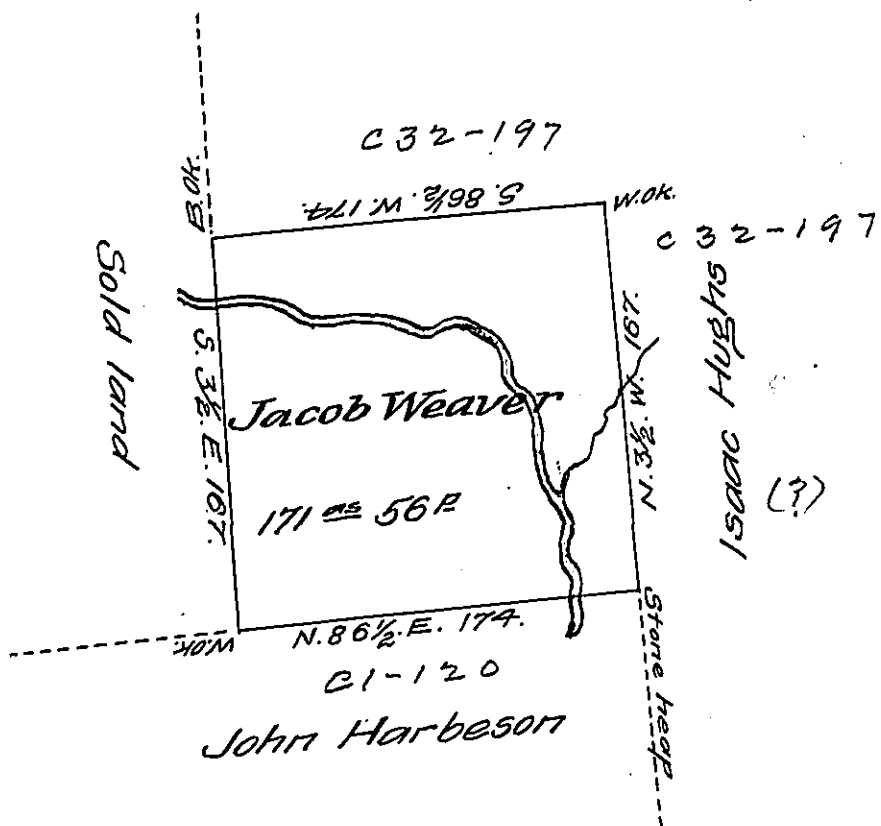 C 32-197
S. 86½. W. 174.
B.OK.
W.OK.
C 32-197
Sold land
S. 3½. E. 167.
Jacob Weaver
171 as 56 P
N. 3½. W. 167.
Isaac Hughs
(?)
W.OK.
N. 86½. E. 174.
Stone heap
C1-120
John Harbeson